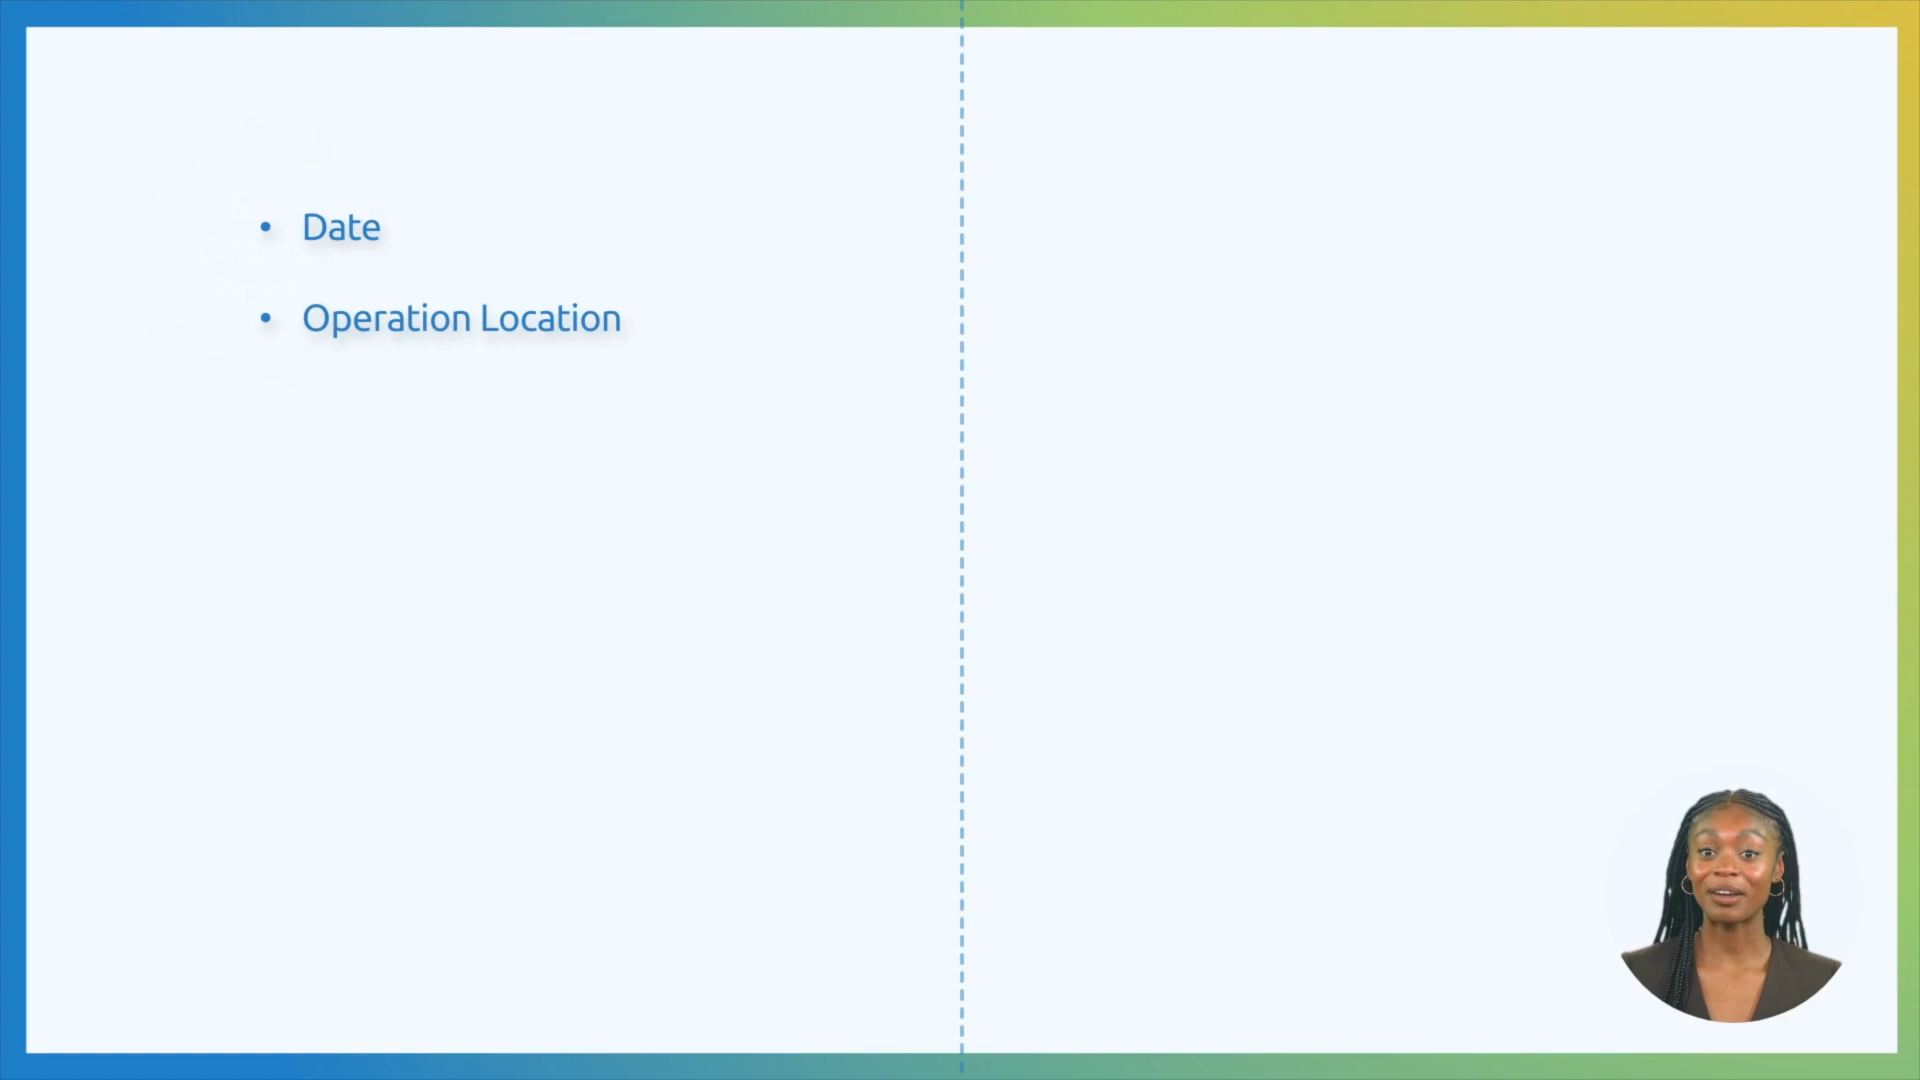 • Date
• Operation Location